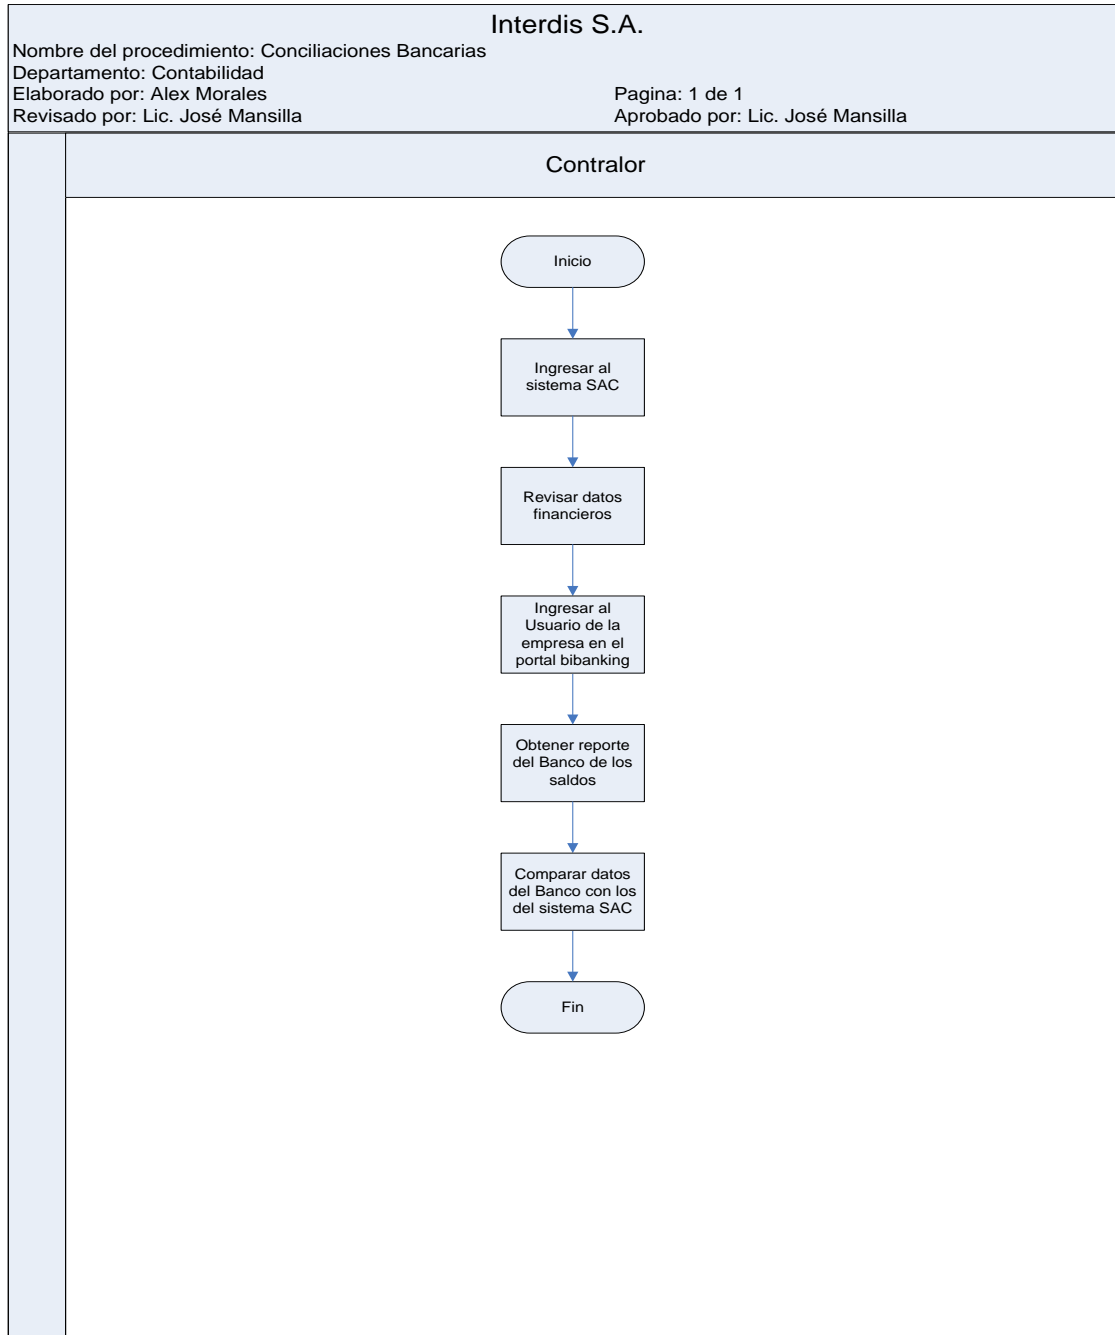 Interdis S.A.
Nombre del procedimiento: Conciliaciones Bancarias
Departamento: Contabilidad
Elaborado por: Alex Morales
Pagina: 1 de 1
Revisado por: Lic. José Mansilla
Aprobado por: Lic. José Mansilla
Contralor
Inicio
Ingresar al
sistema SAC
Revisar datos
financieros
Ingresar al
Usuario de la
empresa en el
portal bibanking
Obtener reporte
del Banco de los
saldos
Comparar datos
del Banco con los
del sistema SAC
Fin